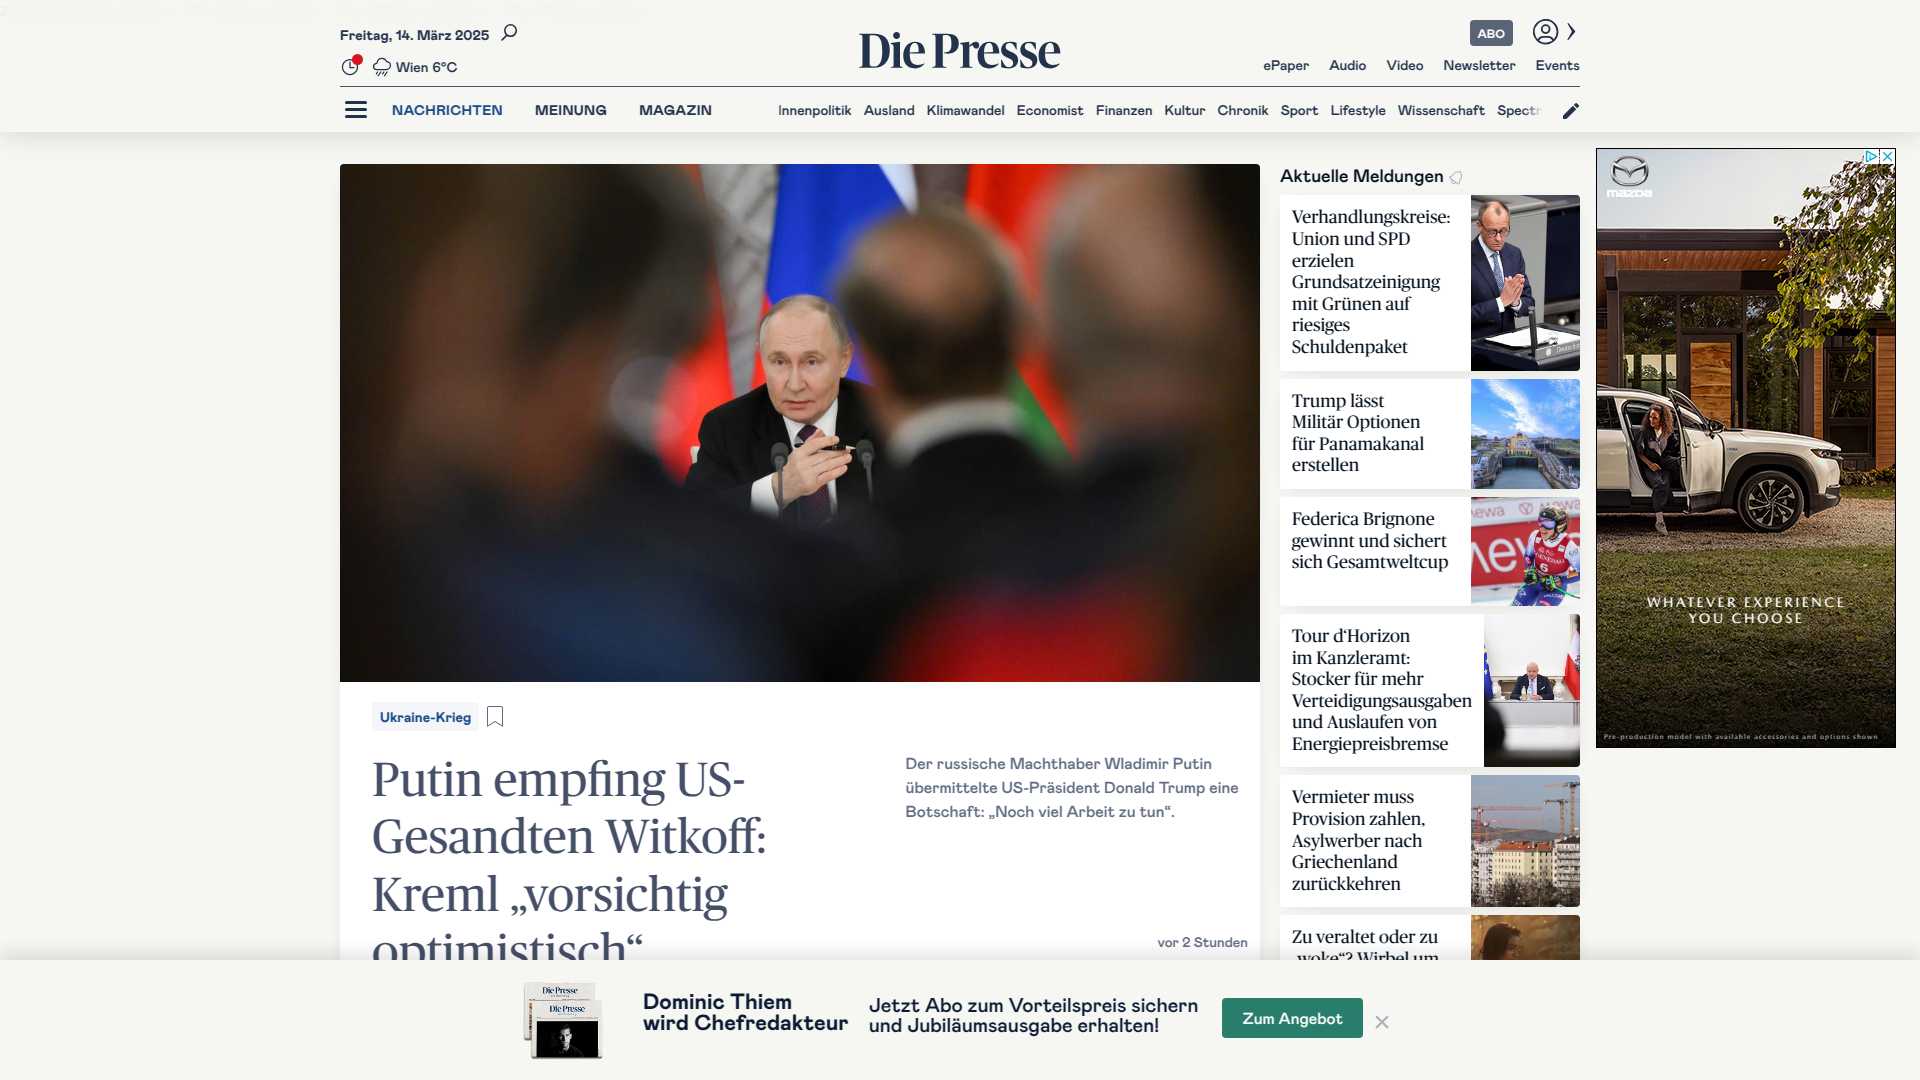 Freitag, 14. März 2025
Wien 6°C
Die Presse
ABO
ePaper Audio Video Newsletter Events
NACHRICHTEN MEINUNG MAGAZIN
Innenpolitik Ausland Klimawandel Economist Finanzen Kultur Chronik Sport Lifestyle Wissenschaft
Ukraine-Krieg
Putin empfing US-
Gesandten Witkoff:
Kreml „vorsichtig
optimistisch“
Der russische Machthaber Wladimir Putin
übermittelte US-Präsident Donald Trump eine
Botschaft: „Noch viel Arbeit zu tun“.
vor 2 Stunden
Aktuelle Meldungen
Verhandlungskreise:
Union und SPD
erzielen
Grundsatzeinigung
mit Grünen auf
riesiges
Schuldenpaket
Trump lässt
Militär Optionen
für Panamakanal
erstellen
Federica Brignone
gewinnt und sichert
sich Gesamtweltcup
Tour d‘Horizon
im Kanzleramt:
Stocker für mehr
Verteidigungsausgaben
und Auslaufen von
Energiepreisbremse
Vermieter muss
Provision zahlen,
Asylwerber nach
Griechenland
zurückkehren
Zu veraltet oder zu
„woke“? Wirbel um
mazda
WHATEVER EXPERIENCE
YOU CHOOSE
Pre-production model with available accessories and options shown
Die Presse
Die Presse
Dominic Thiem
wird Chefredakteur
Jetzt Abo zum Vorteilspreis sichern
und Jubiläumsausgabe erhalten!
Zum Angebot